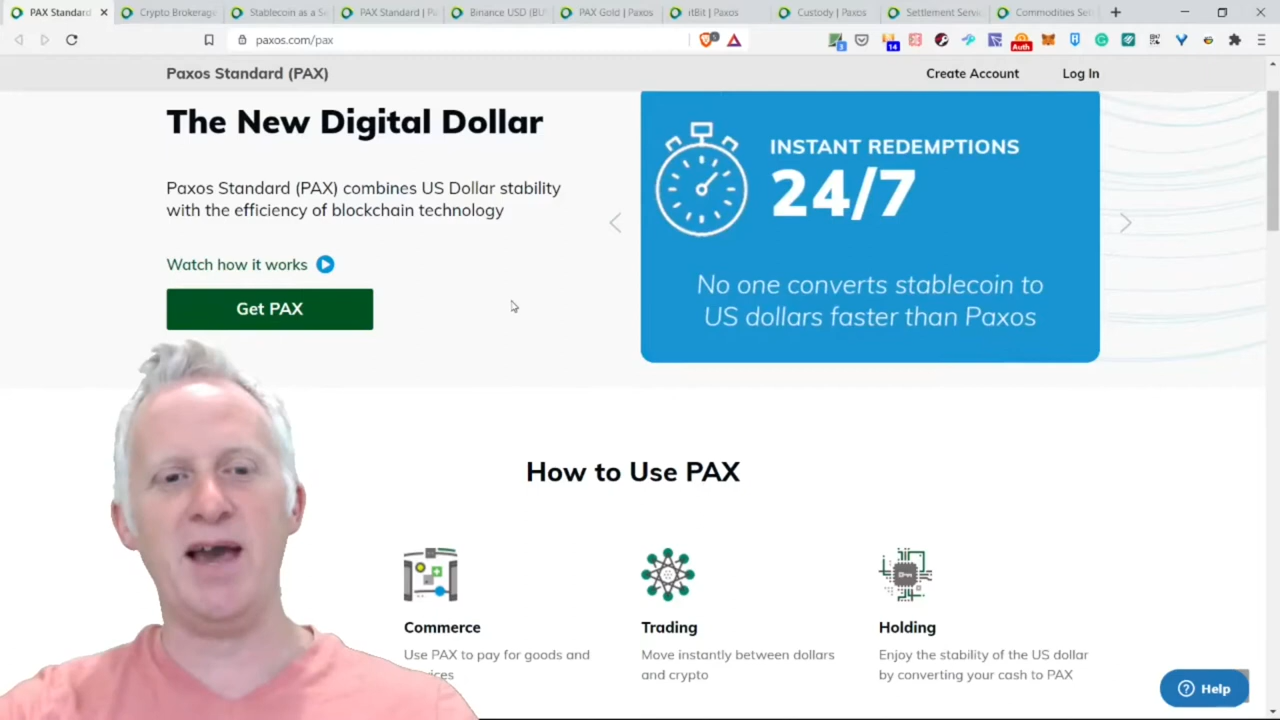 PAX Standard
Crypto Brokerage
Stablecoin as a Se
PAX Standard | Pa
Binance USD (BU
PAX Gold | Paxos
itBit | Paxos
Custody | Paxos
Settlement Serv
Commodities Set
paxos.com/pax
3
14
Auth
Paxos Standard (PAX)
Create Account
Log In
The New Digital Dollar
Paxos Standard (PAX) combines US Dollar stability
with the efficiency of blockchain technology
Watch how it works
Get PAX
INSTANT REDEMPTIONS
24/7
No one converts stablecoin to
US dollars faster than Paxos
How to Use PAX
Commerce
Use PAX to pay for goods and
Trading
Move instantly between dollars
and crypto
Holding
Enjoy the stability of the US dollar
by converting your cash to PAX
Help